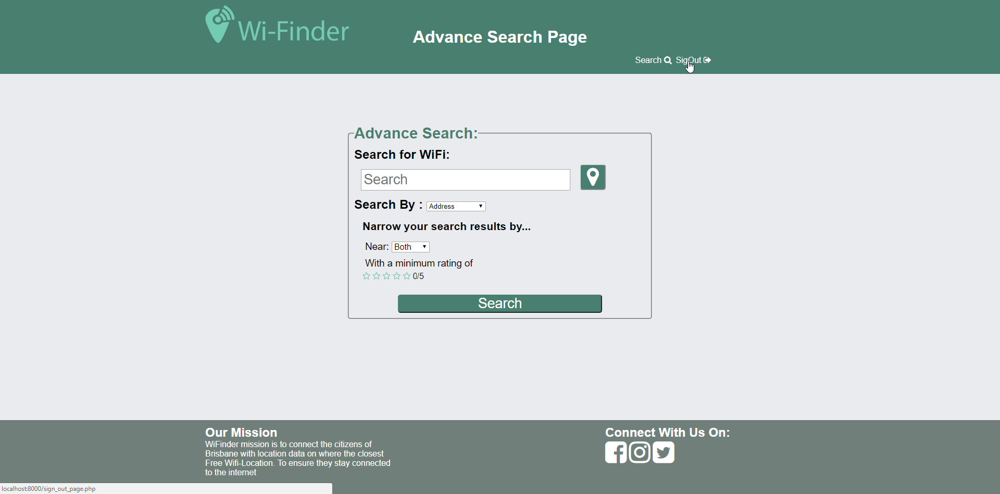 Wi-Finder
Advance Search Page
Search SigOut
Advance Search:
Search for WiFi:
Search
Search By : Address
Narrow your search results by...
Near: Both
With a minimum rating of
0/5
Search
Our Mission
WiFinder mission is to connect the citizens of
Brisbane with location data on where the closest
Free Wifi-Location. To ensure they stay connected
to the internet
Connect With Us On:
localhost:8000/sign_out_page.php